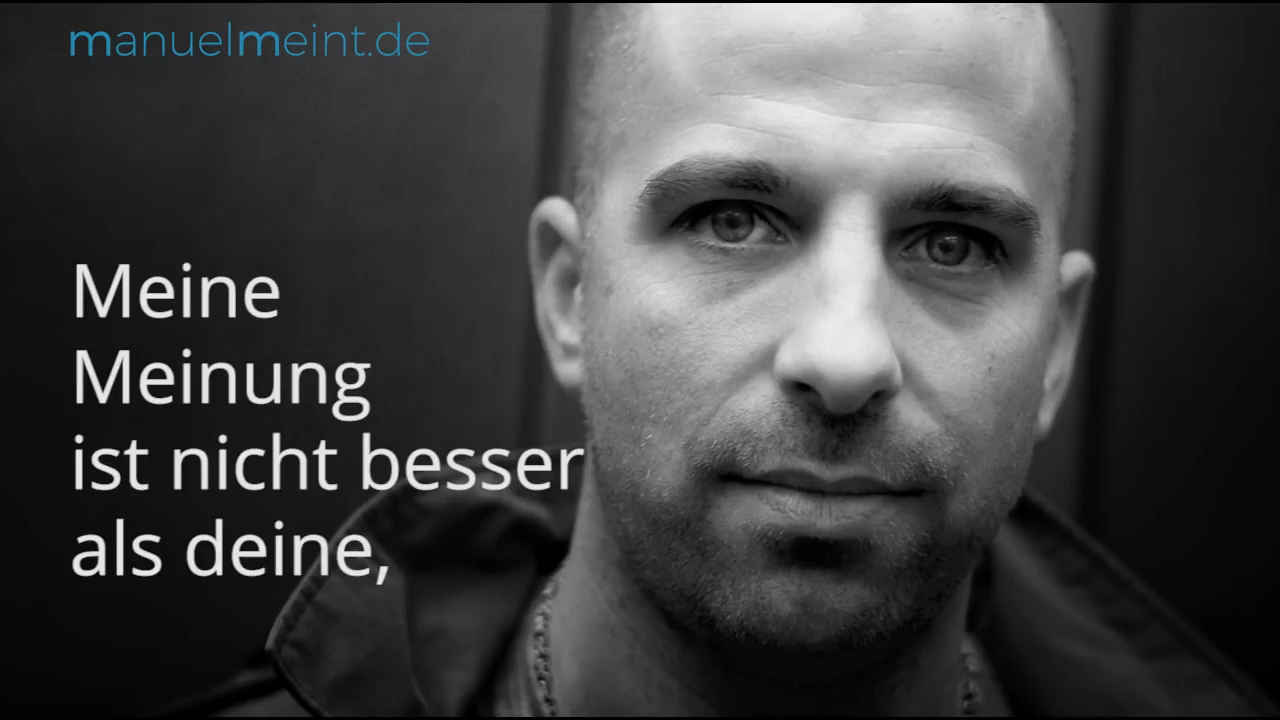 manuelmeint.de
Meine
Meinung
ist nicht besser
als deine,